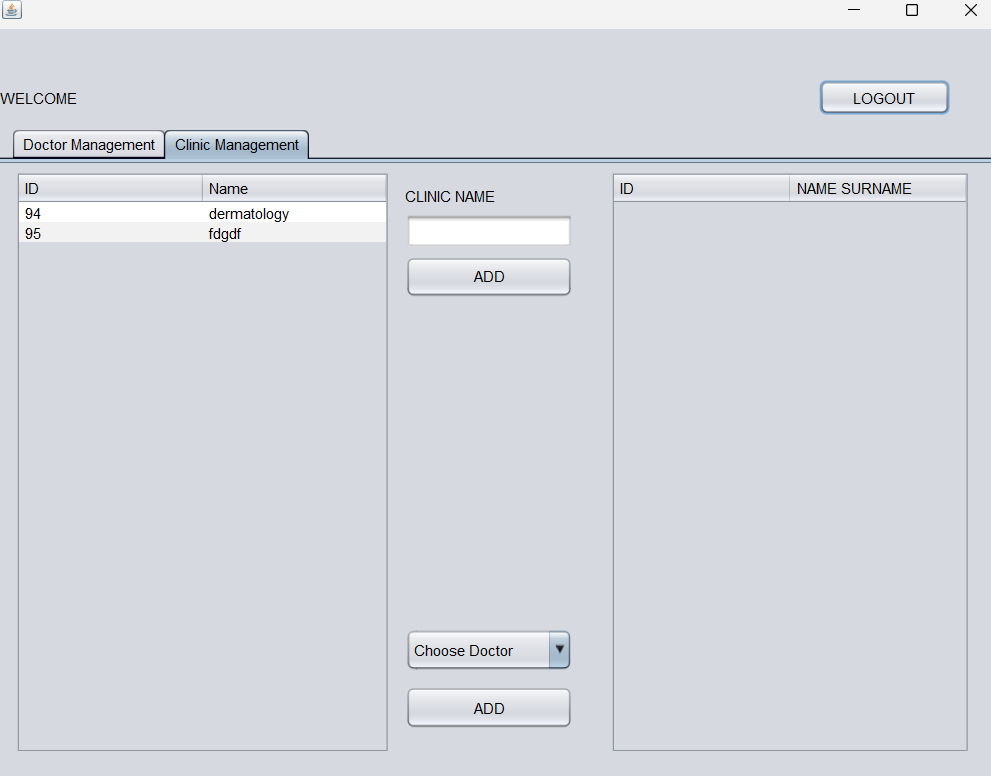 WELCOME
LOGOUT
Doctor Management
Clinic Management
ID
Name
94
dermatology
95
fdgdf
CLINIC NAME
ADD
Choose Doctor
ADD
ID
NAME SURNAME